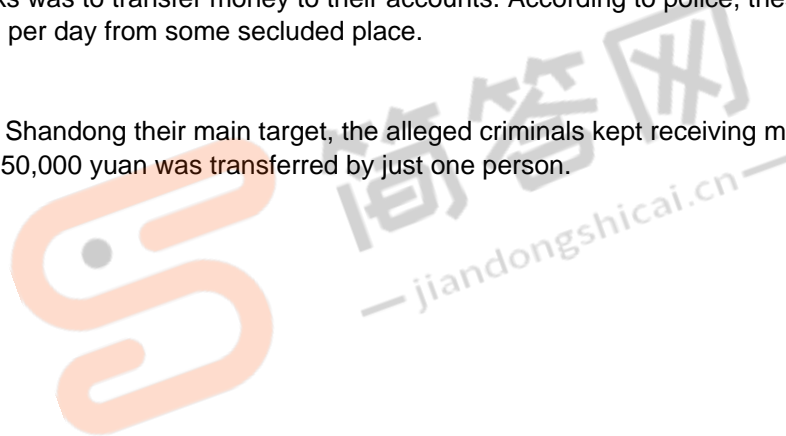 ks was to transfer money to their accounts. According to police, the
per day from some secluded place.
Shandong their main target, the alleged criminals kept receiving m
50,000 yuan was transferred by just one person.
简答网
jiandongshicai.cn